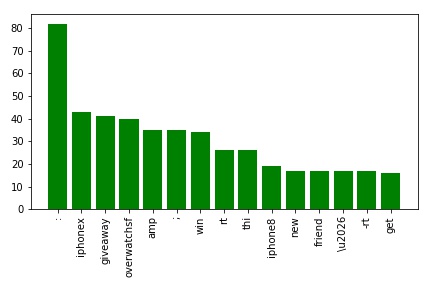 80
70
60
50
40
30
20
10
0
:
iphonex
giveaway
overwatchsf
amp
;
win
rt
thi
iphone8
new
friend
\u2026
-rt
get